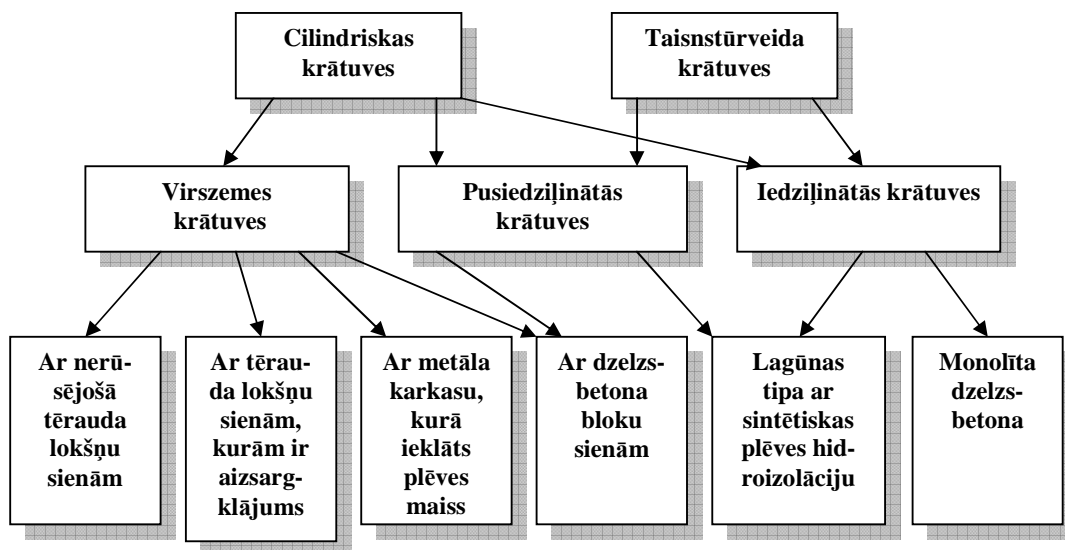 Cilindriskas
krātuves
Taisnstūrveida
krātuves
Virszemes
krātuves
Pusiedziļinātās
krātuves
Iedziļinātās krātuves
Ar nerū-
sējošā
tērauda
lokšņu
sienām
Ar tērau-
da lokšņu
sienām,
kurām ir
aizsarg-
klājums
Ar metāla
karkasu,
kurā
ieklāts
plēves
maiss
Ar dzelzs-
betona
bloku
sienām
Lagūnas
tipa ar
sintētiskas
plēves hid-
roizolāciju
Monolīta
dzelzs-
betona